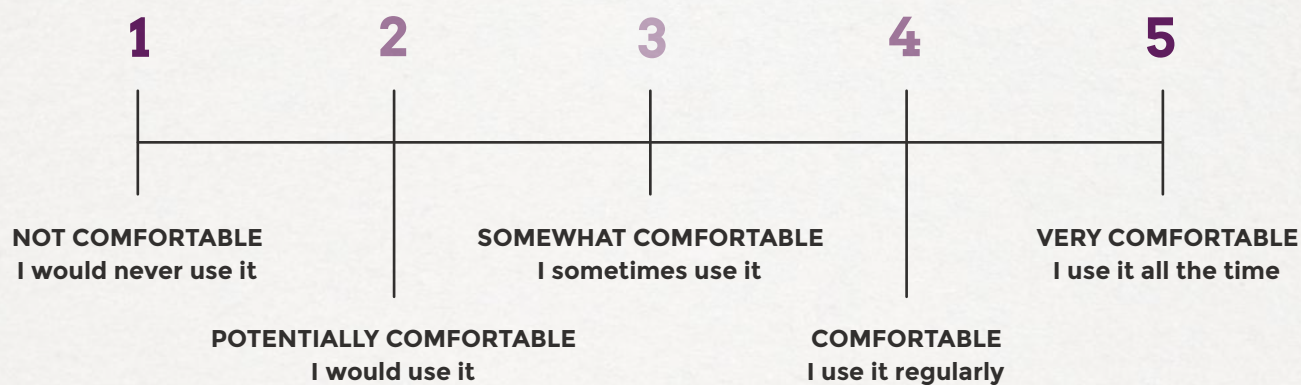 1
2
3
4
5
NOT COMFORTABLE
I would never use it
SOMEWHAT COMFORTABLE
I sometimes use it
VERY COMFORTABLE
I use it all the time
POTENTIALLY COMFORTABLE
I would use it
COMFORTABLE
I use it regularly